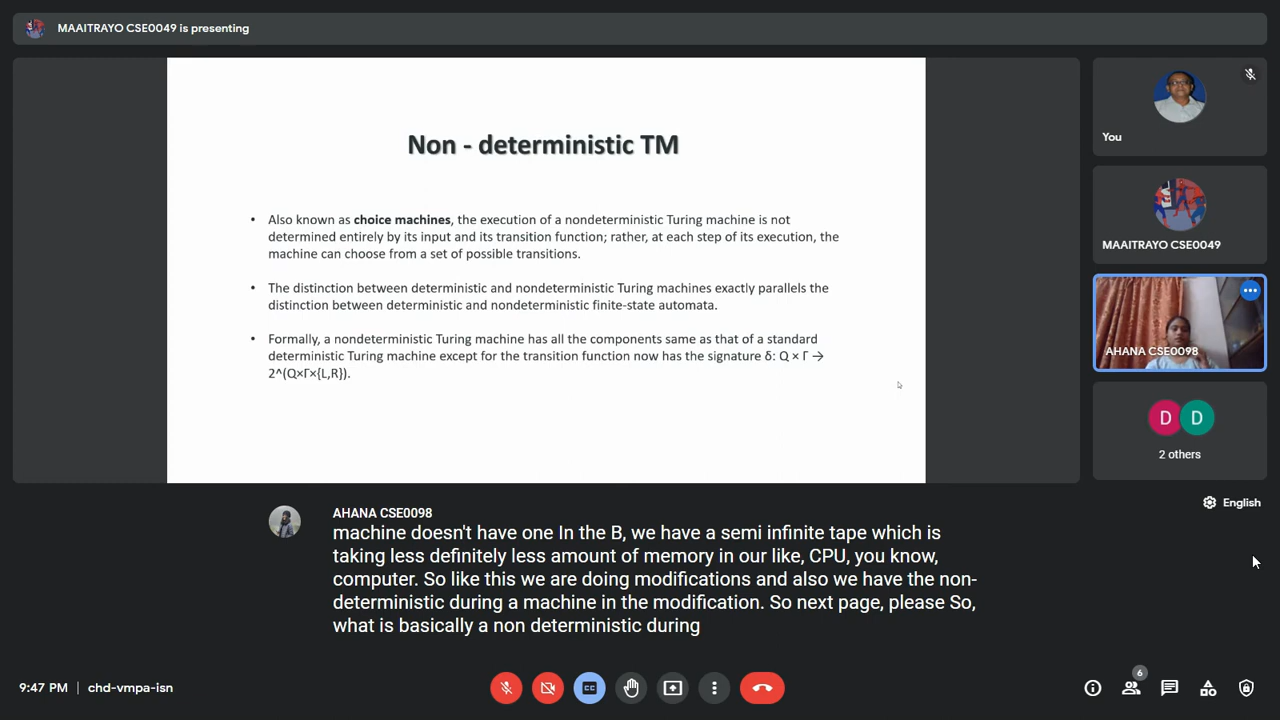 MAAITRAYO CSE0049 is presenting
Non - deterministic TM
• Also known as choice machines, the execution of a nondeterministic Turing machine is not
determined entirely by its input and its transition function; rather, at each step of its execution, the
machine can choose from a set of possible transitions.
• The distinction between deterministic and nondeterministic Turing machines exactly parallels the
distinction between deterministic and nondeterministic finite-state automata.
• Formally, a nondeterministic Turing machine has all the components same as that of a standard
deterministic Turing machine except for the transition function now has the signature δ: Q × Γ →
2^(Q×Γ×{L,R}).
You
MAAITRAYO CSE0049
AHANA CSE0098
D D
2 others
English
AHANA CSE0098
machine doesn't have one In the B, we have a semi infinite tape which is
taking less definitely less amount of memory in our like, CPU, you know,
computer. So like this we are doing modifications and also we have the non-
deterministic during a machine in the modification. So next page, please So,
what is basically a non deterministic during
9:47 PM | chd-vmpa-isn
CC
6